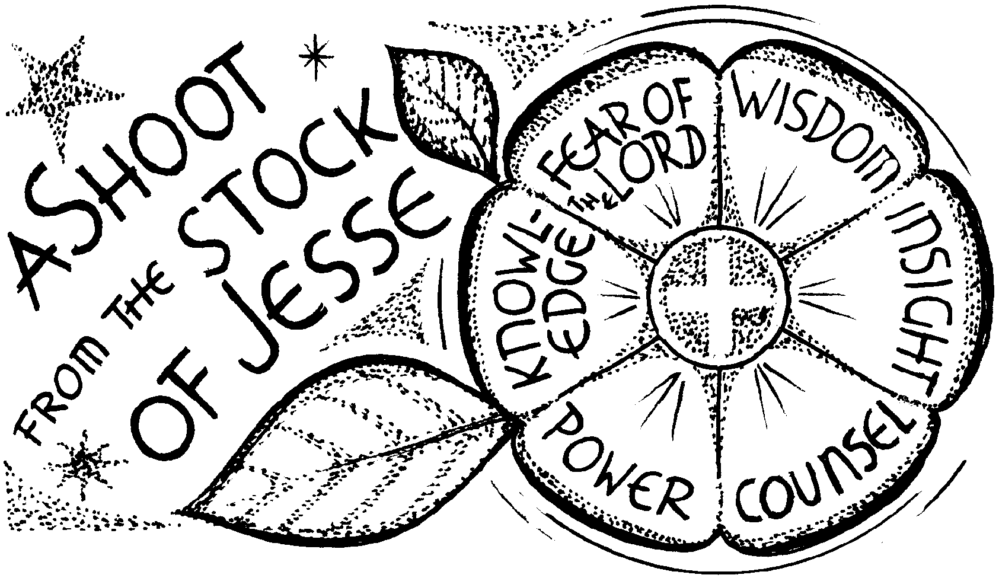 A SHOOT
FROM THE STOCK
OF JESSE
WISDOM
INSIGHT
COUNSEL
POWER
KNOWL-
EDGE
FEAR OF
THE LORD